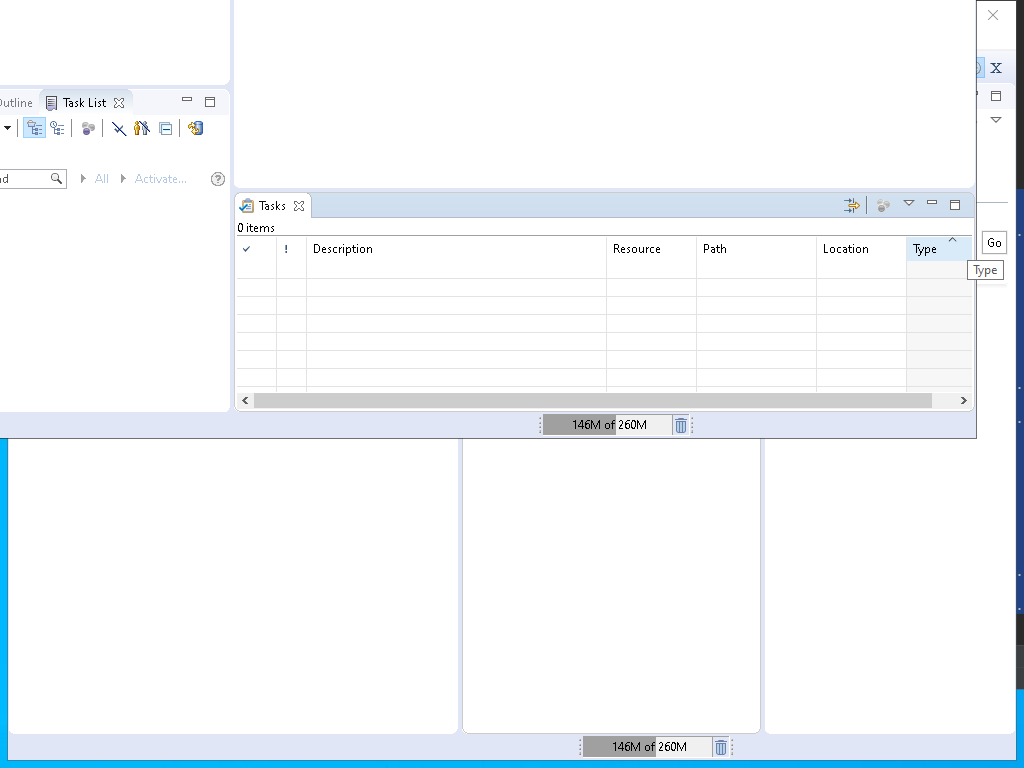 Outline
Task List
All
Activate...
Tasks
0 items
! Description Resource Path Location Type
Go
Type
146M of 260M
146M of 260M